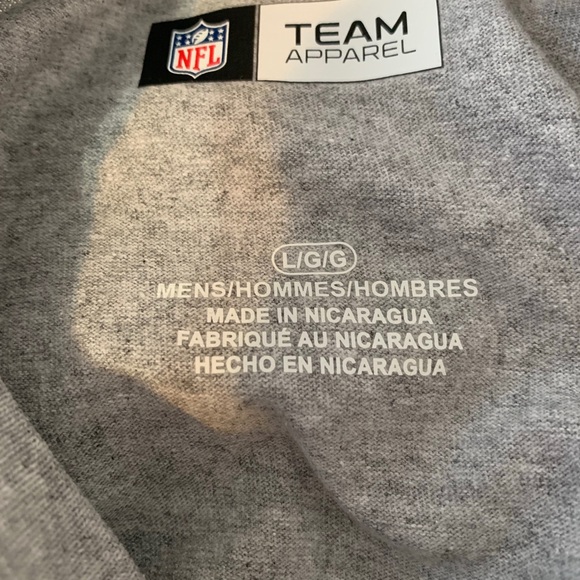 NFL
TEAM
APPAREL
L/G/G
MENS/HOMMES/HOMBRES
MADE IN NICARAGUA
FABRIQUÉ AU NICARAGUA
HECHO EN NICARAGUA